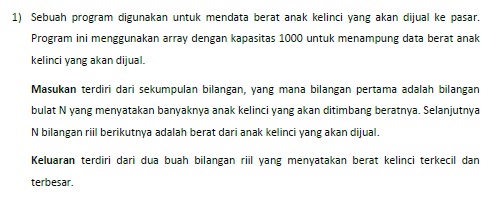 1) Sebuah program digunakan untuk mendata berat anak kelinci yang akan dijual ke pasar.
Program ini menggunakan array dengan kapasitas 1000 untuk menampung data berat anak
kelinci yang akan dijual.
Masukan terdiri dari sekumpulan bilangan, yang mana bilangan pertama adalah bilangan
bulat N yang menyatakan banyaknya anak kelinci yang akan ditimbang beratnya. Selanjutnya
N bilangan riil berikutnya adalah berat dari anak kelinci yang akan dijual.
Keluaran terdiri dari dua buah bilangan riil yang menyatakan berat kelinci terkecil dan
terbesar.